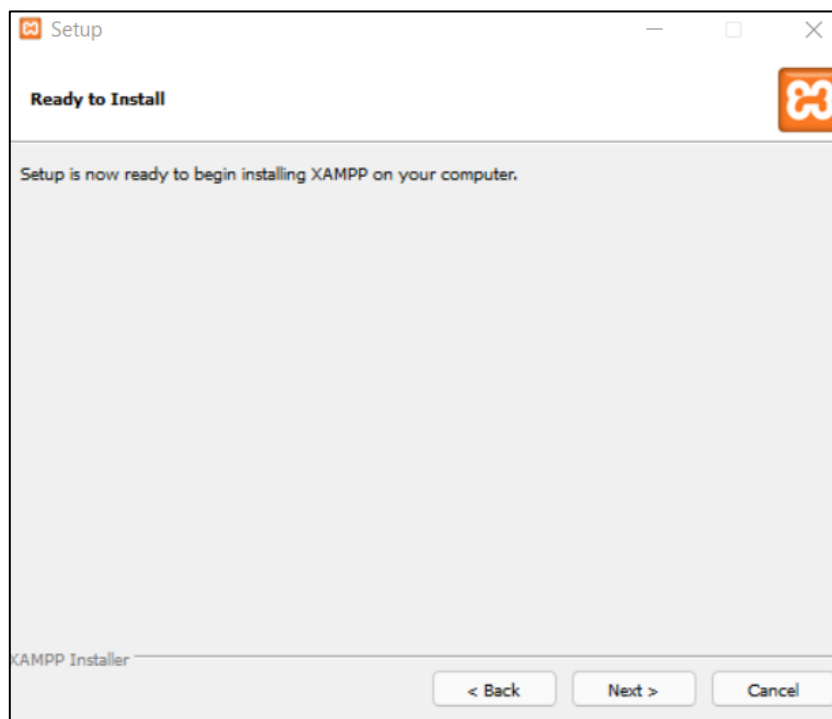 Setup
Ready to Install
Setup is now ready to begin installing XAMPP on your computer.
XAMPP Installer
< Back
Next >
Cancel